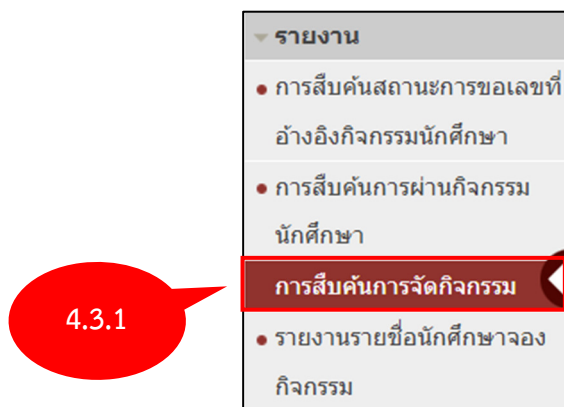 รายงาน
การสืบค้นสถานะการขอเลขที่
อ้างอิงกิจกรรมนักศึกษา
การสืบค้นการผ่านกิจกรรม
นักศึกษา
การสืบค้นการจัดกิจกรรม
4.3.1
รายงานรายชื่อนักศึกษาจอง
กิจกรรม